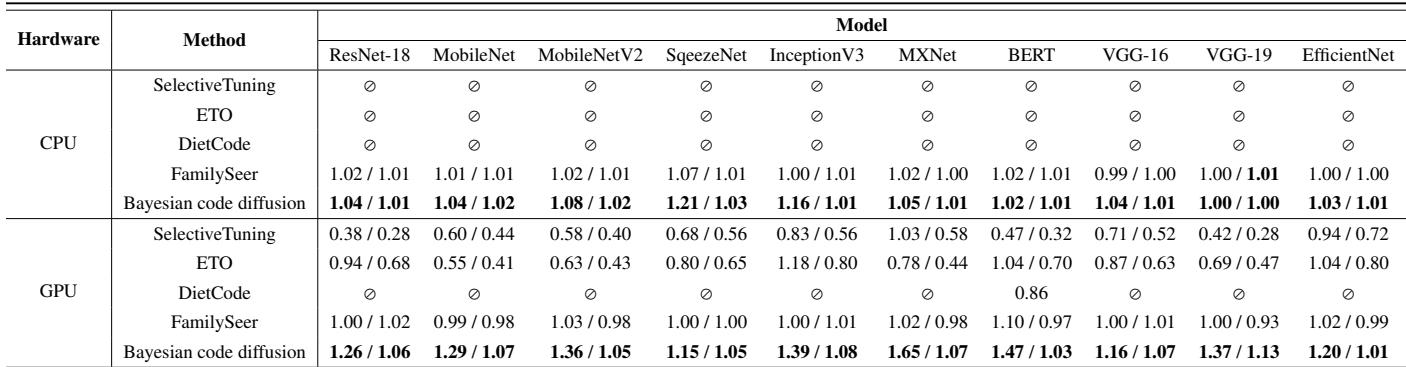 Hardware Method Model
ResNet-18 MobileNet MobileNetV2 SqeezeNet InceptionV3 MXNet BERT VGG-16 VGG-19 EfficientNet
CPU
SelectiveTuning ⊘ ⊘ ⊘ ⊘ ⊘ ⊘ ⊘ ⊘ ⊘ ⊘
ETO ⊘ ⊘ ⊘ ⊘ ⊘ ⊘ ⊘ ⊘ ⊘ ⊘
DietCode ⊘ ⊘ ⊘ ⊘ ⊘ ⊘ ⊘ ⊘ ⊘ ⊘
FamilySeer 1.02 / 1.01 1.01 / 1.01 1.02 / 1.01 1.07 / 1.01 1.00 / 1.01 1.02 / 1.00 1.02 / 1.01 0.99 / 1.00 1.00 / 1.01 1.00 / 1.00
Bayesian code diffusion 1.04 / 1.01 1.04 / 1.02 1.08 / 1.02 1.21 / 1.03 1.16 / 1.01 1.05 / 1.01 1.02 / 1.01 1.04 / 1.01 1.00 / 1.00 1.03 / 1.01
GPU
SelectiveTuning 0.38 / 0.28 0.60 / 0.44 0.58 / 0.40 0.68 / 0.56 0.83 / 0.56 1.03 / 0.58 0.47 / 0.32 0.71 / 0.52 0.42 / 0.28 0.94 / 0.72
ETO 0.94 / 0.68 0.55 / 0.41 0.63 / 0.43 0.80 / 0.65 1.18 / 0.80 0.78 / 0.44 1.04 / 0.70 0.87 / 0.63 0.69 / 0.47 1.04 / 0.80
DietCode ⊘ ⊘ ⊘ ⊘ ⊘ ⊘ 0.86 ⊘ ⊘ ⊘
FamilySeer 1.00 / 1.02 0.99 / 0.98 1.03 / 0.98 1.00 / 1.00 1.00 / 1.01 1.02 / 0.98 1.10 / 0.97 1.00 / 1.01 1.00 / 0.93 1.02 / 0.99
Bayesian code diffusion 1.26 / 1.06 1.29 / 1.07 1.36 / 1.05 1.15 / 1.05 1.39 / 1.08 1.65 / 1.07 1.47 / 1.03 1.16 / 1.07 1.37 / 1.13 1.20 / 1.01